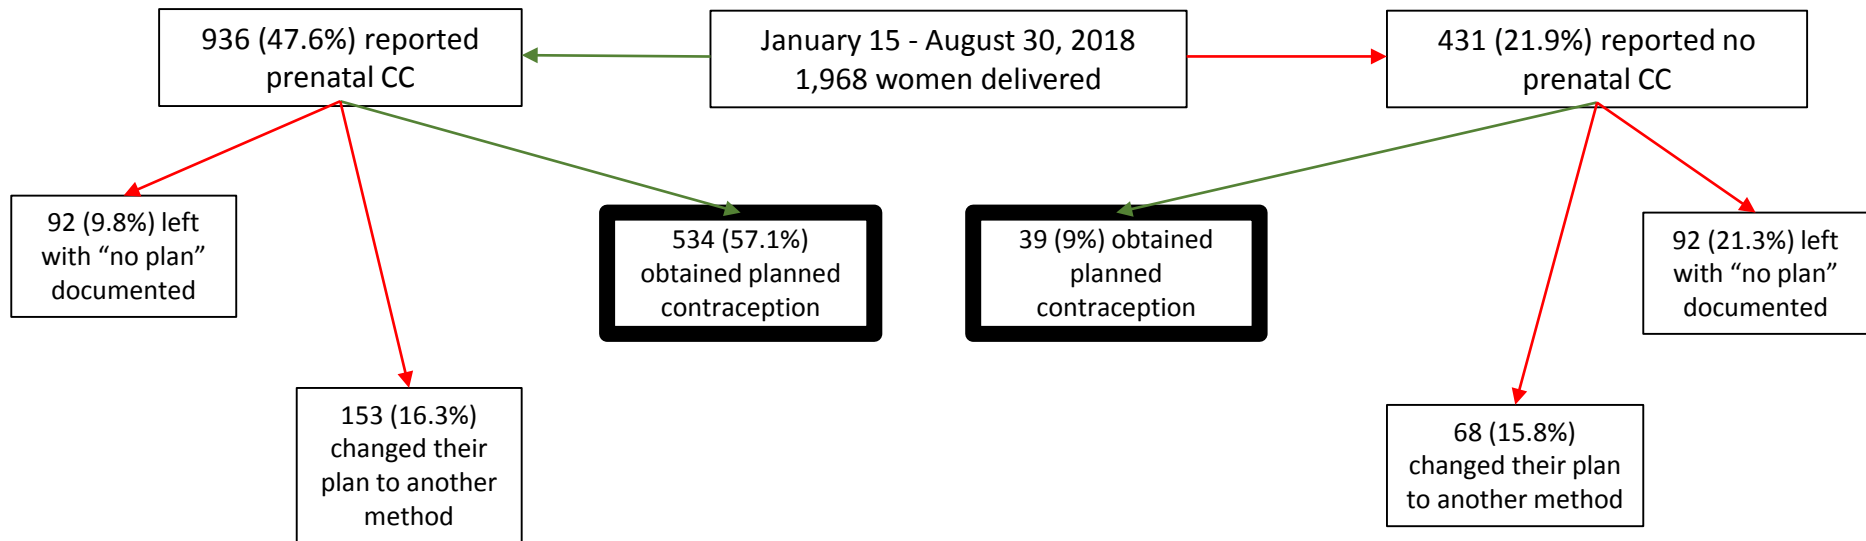 936 (47.6%) reported
prenatal CC
January 15 - August 30, 2018
1,968 women delivered
431 (21.9%) reported no
prenatal CC
92 (9.8%) left
with “no plan”
documented
534 (57.1%)
obtained planned
contraception
39 (9%) obtained
planned
contraception
92 (21.3%) left
with “no plan”
documented
153 (16.3%)
changed their
plan to another
method
68 (15.8%)
changed their plan
to another method